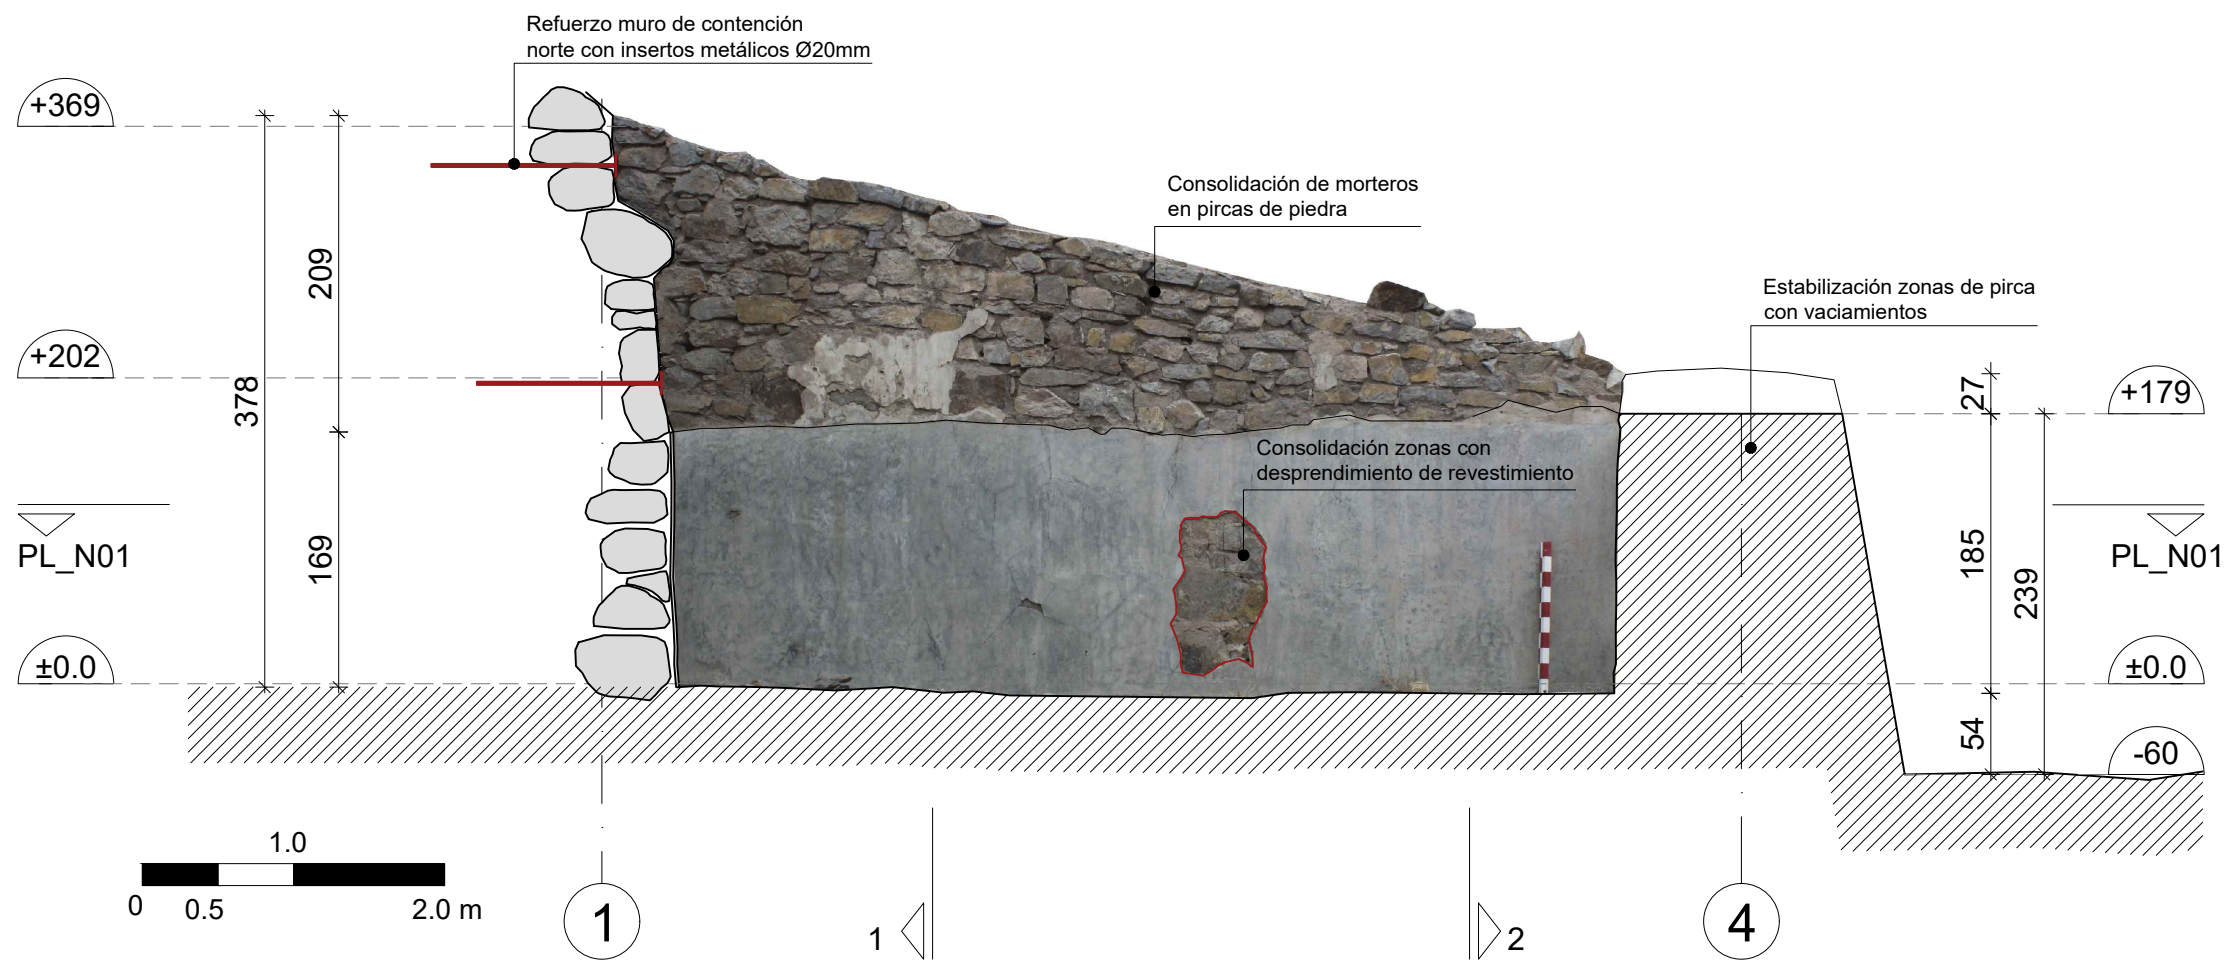 Refuerzo muro de contención
norte con insertos metálicos Ø20mm
+369
Consolidación de morteros
en pircas de piedra
209
Estabilización zonas de pirca
con vaciamientos
+202
378
27
+179
Consolidación zonas con
desprendimiento de revestimiento
PL_N01
169
185
239
PL_N01
±0.0
±0.0
54
-60
1.0
0
0.5
2.0 m
1
1
2
4